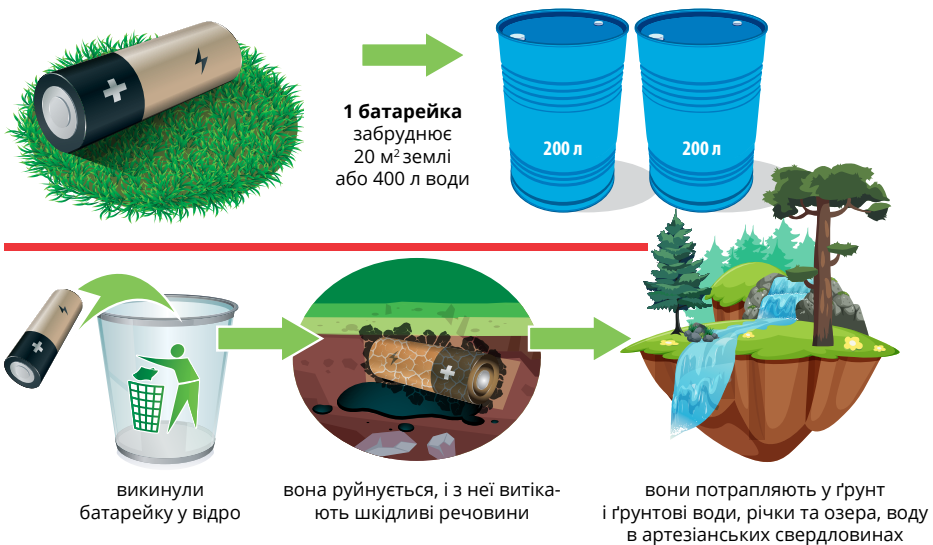 1 батарейка
забруднює
20 м² землі
або 400 л води
200 л
200 л
викинули
батарейку у відро
вона руйнується, і з неї витіка-
ють шкідливі речовини
вони потрапляють у ґрунт
і ґрунтові води, річки та озера, воду
в артезіанських свердловинах